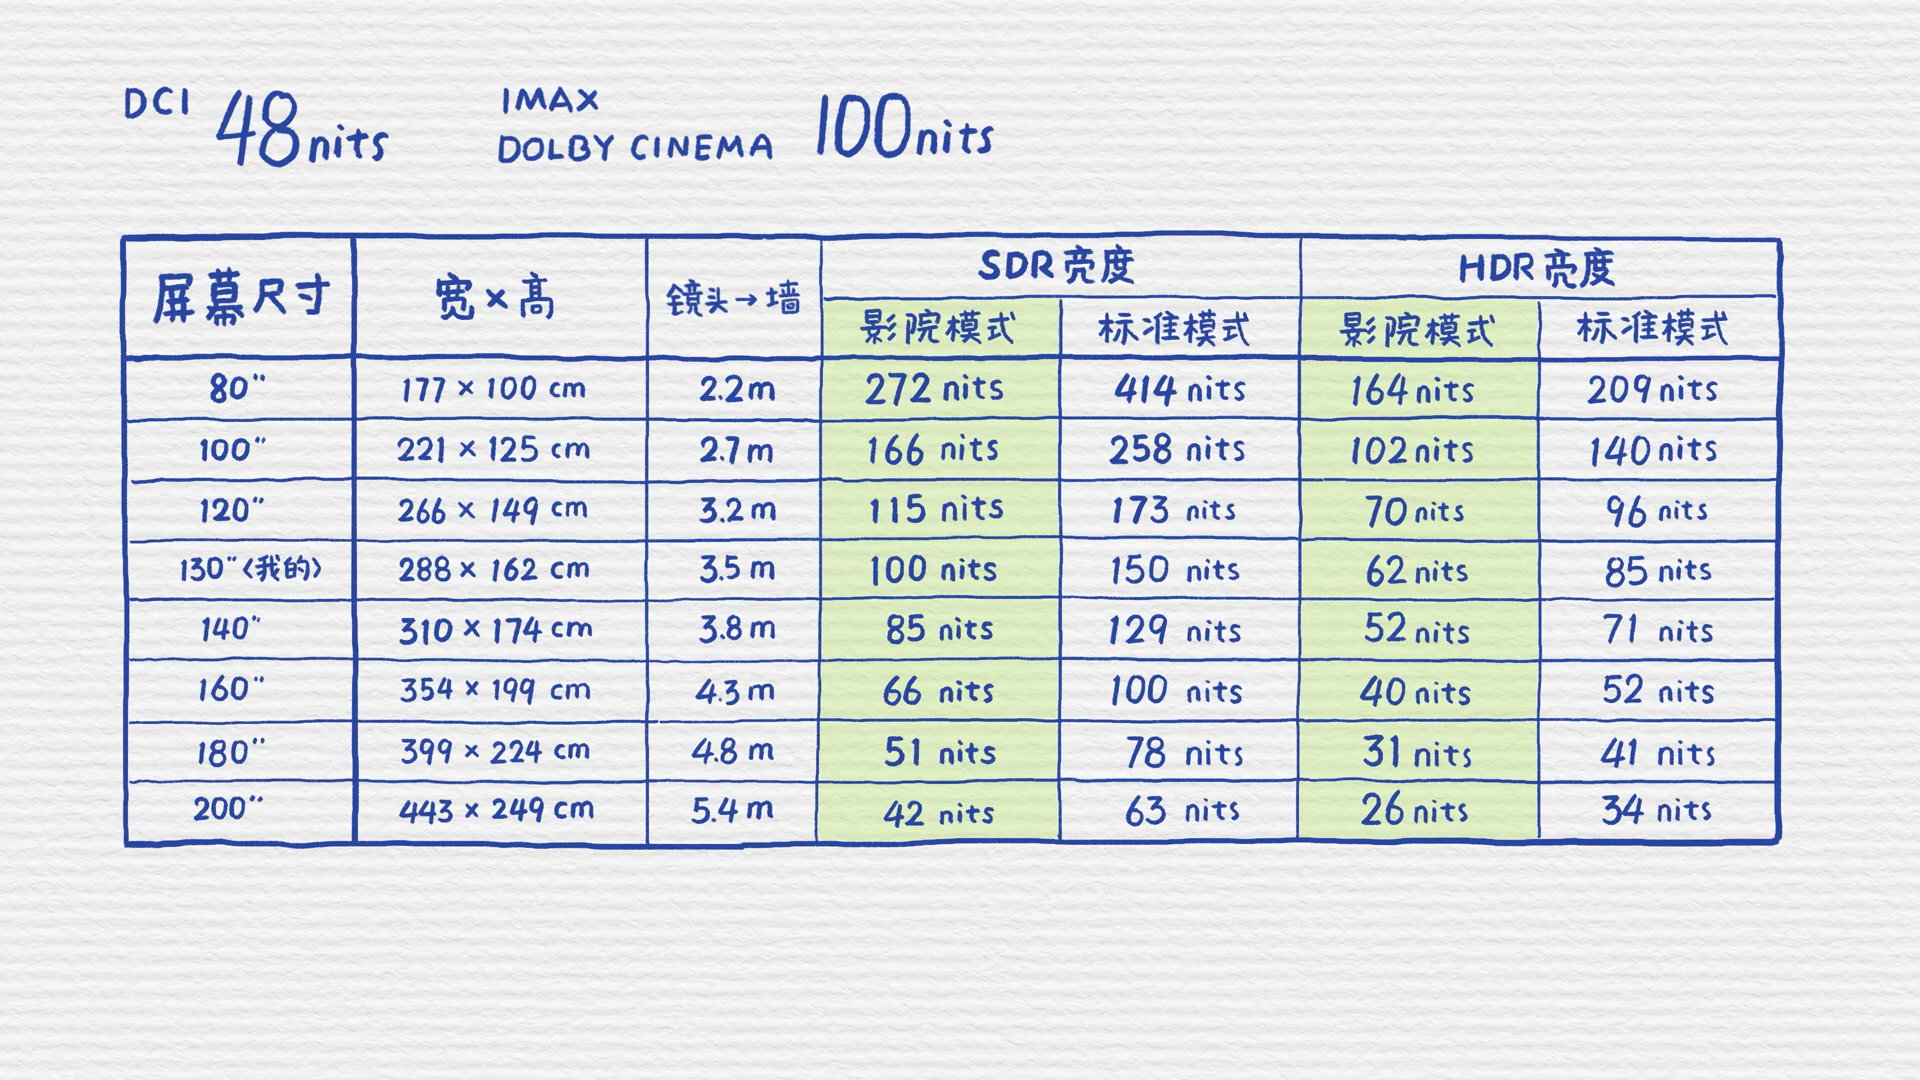 DCI 48nits IMAX DOLBY CINEMA 100nits
屏幕尺寸 宽×高 镜头→墙 SDR亮度 HDR亮度
影院模式 标准模式 影院模式 标准模式
80" 177 × 100 cm 2.2m 272 nits 414 nits 164 nits 209 nits
100" 221 × 125 cm 2.7m 166 nits 258 nits 102 nits 140 nits
120" 266 × 149 cm 3.2m 115 nits 173 nits 70 nits 96 nits
130"〈我的〉 288 × 162 cm 3.5m 100 nits 150 nits 62 nits 85 nits
140" 310 × 174 cm 3.8m 85 nits 129 nits 52 nits 71 nits
160" 354 × 199 cm 4.3m 66 nits 100 nits 40 nits 52 nits
180" 399 × 224 cm 4.8m 51 nits 78 nits 31 nits 41 nits
200" 443 × 249 cm 5.4m 42 nits 63 nits 26 nits 34 nits